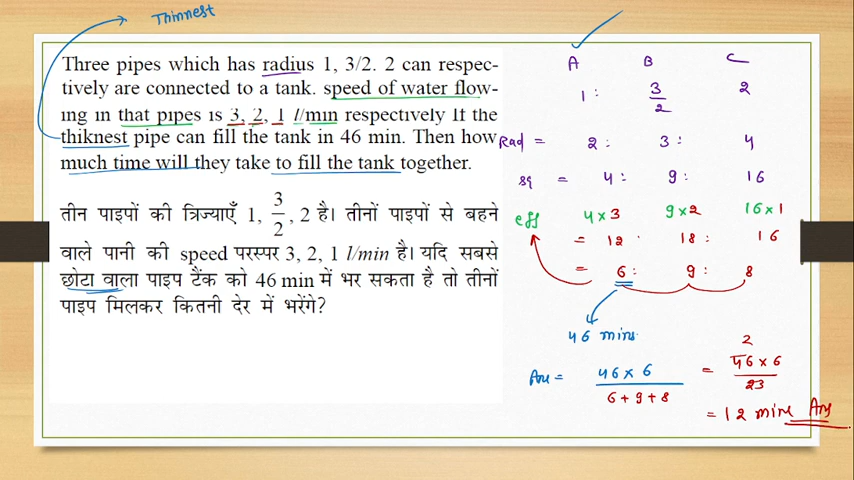 Thinnest
Three pipes which has radius 1, 3/2. 2 can respec-
tively are connected to a tank. speed of water flow-
ing in that pipes is 3, 2, 1 l/min respectively If the
thiknest pipe can fill the tank in 46 min. Then how
much time will they take to fill the tank together.
तीन पाइपों की त्रिज्याएँ 1, 3/2, 2 है। तीनों पाइपों से बहने
वाले पानी की speed परस्पर 3, 2, 1 l/min है। यदि सबसे
छोटा वाला पाइप टैंक को 46 min में भर सकता है तो तीनों
पाइप मिलकर कितनी देर में भरेंगे?
A B C
1 : 3/2 2
Rad = 2 : 3 : 4
sq = 4 : 9 : 16
eff 4×3 9×2 16×1
= 12 : 18 : 16
= 6 : 9 : 8
46 mins
Ans = 46 × 6 / 6+9+8 = 46 × 6 / 23
2
= 12 mins Ans